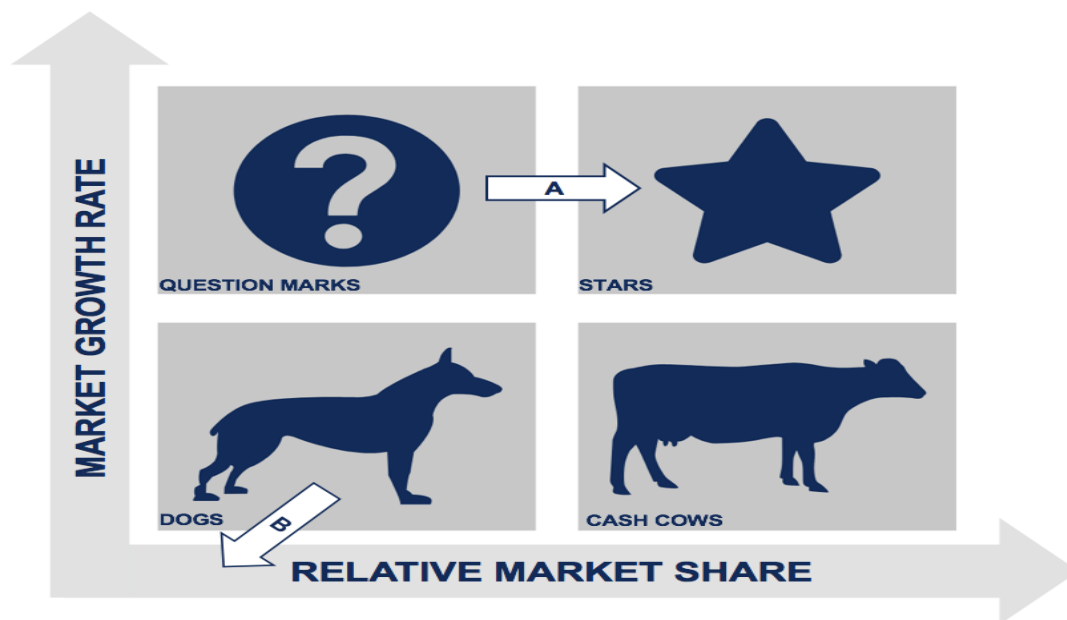 MARKET GROWTH RATE
?
A
QUESTION MARKS
STARS
DOGS
B
CASH COWS
RELATIVE MARKET SHARE